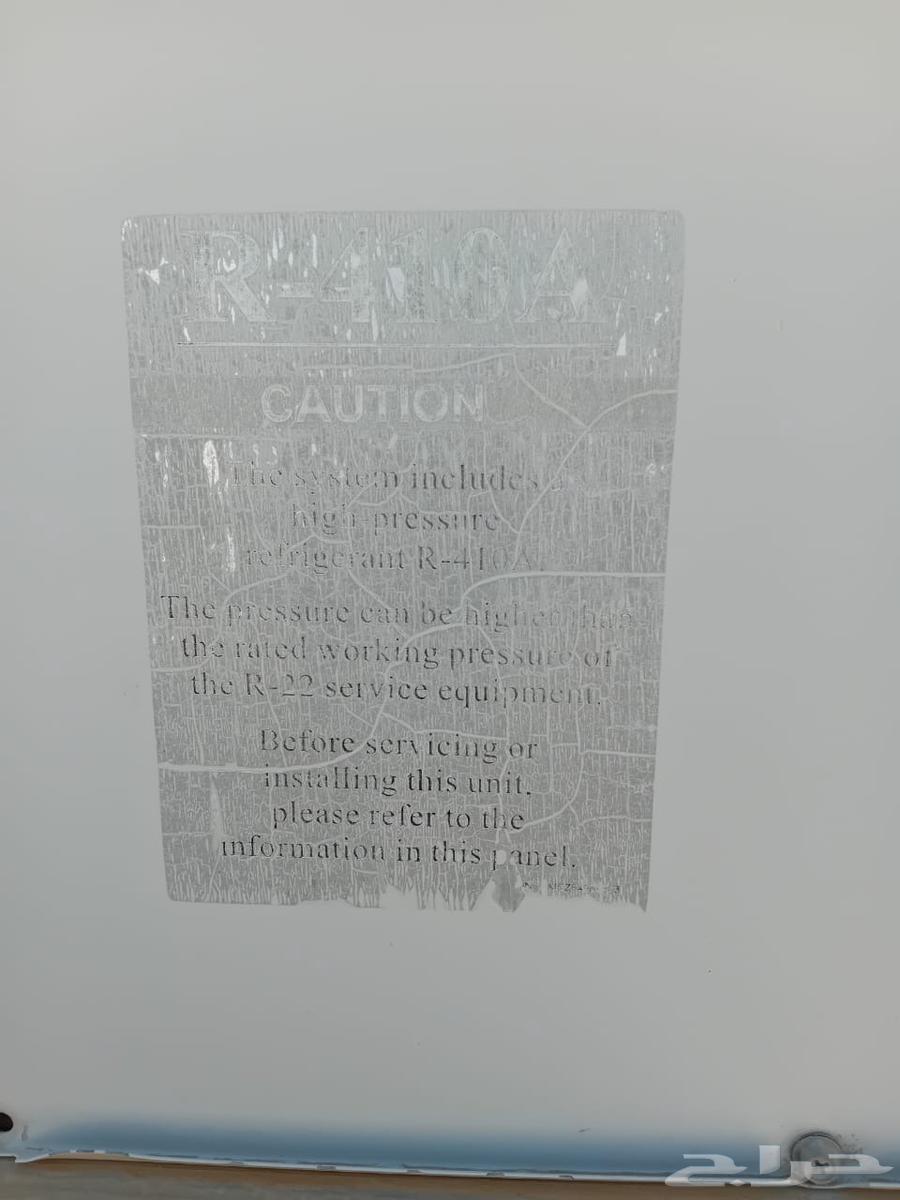 R-410A
CAUTION
The system includes a
high-pressure
refrigerant R-410A.
The pressure can be higher than
the rated working pressure of
the R-22 service equipment.
Before servicing or
installing this unit,
please refer to the
information in this panel.
حراج